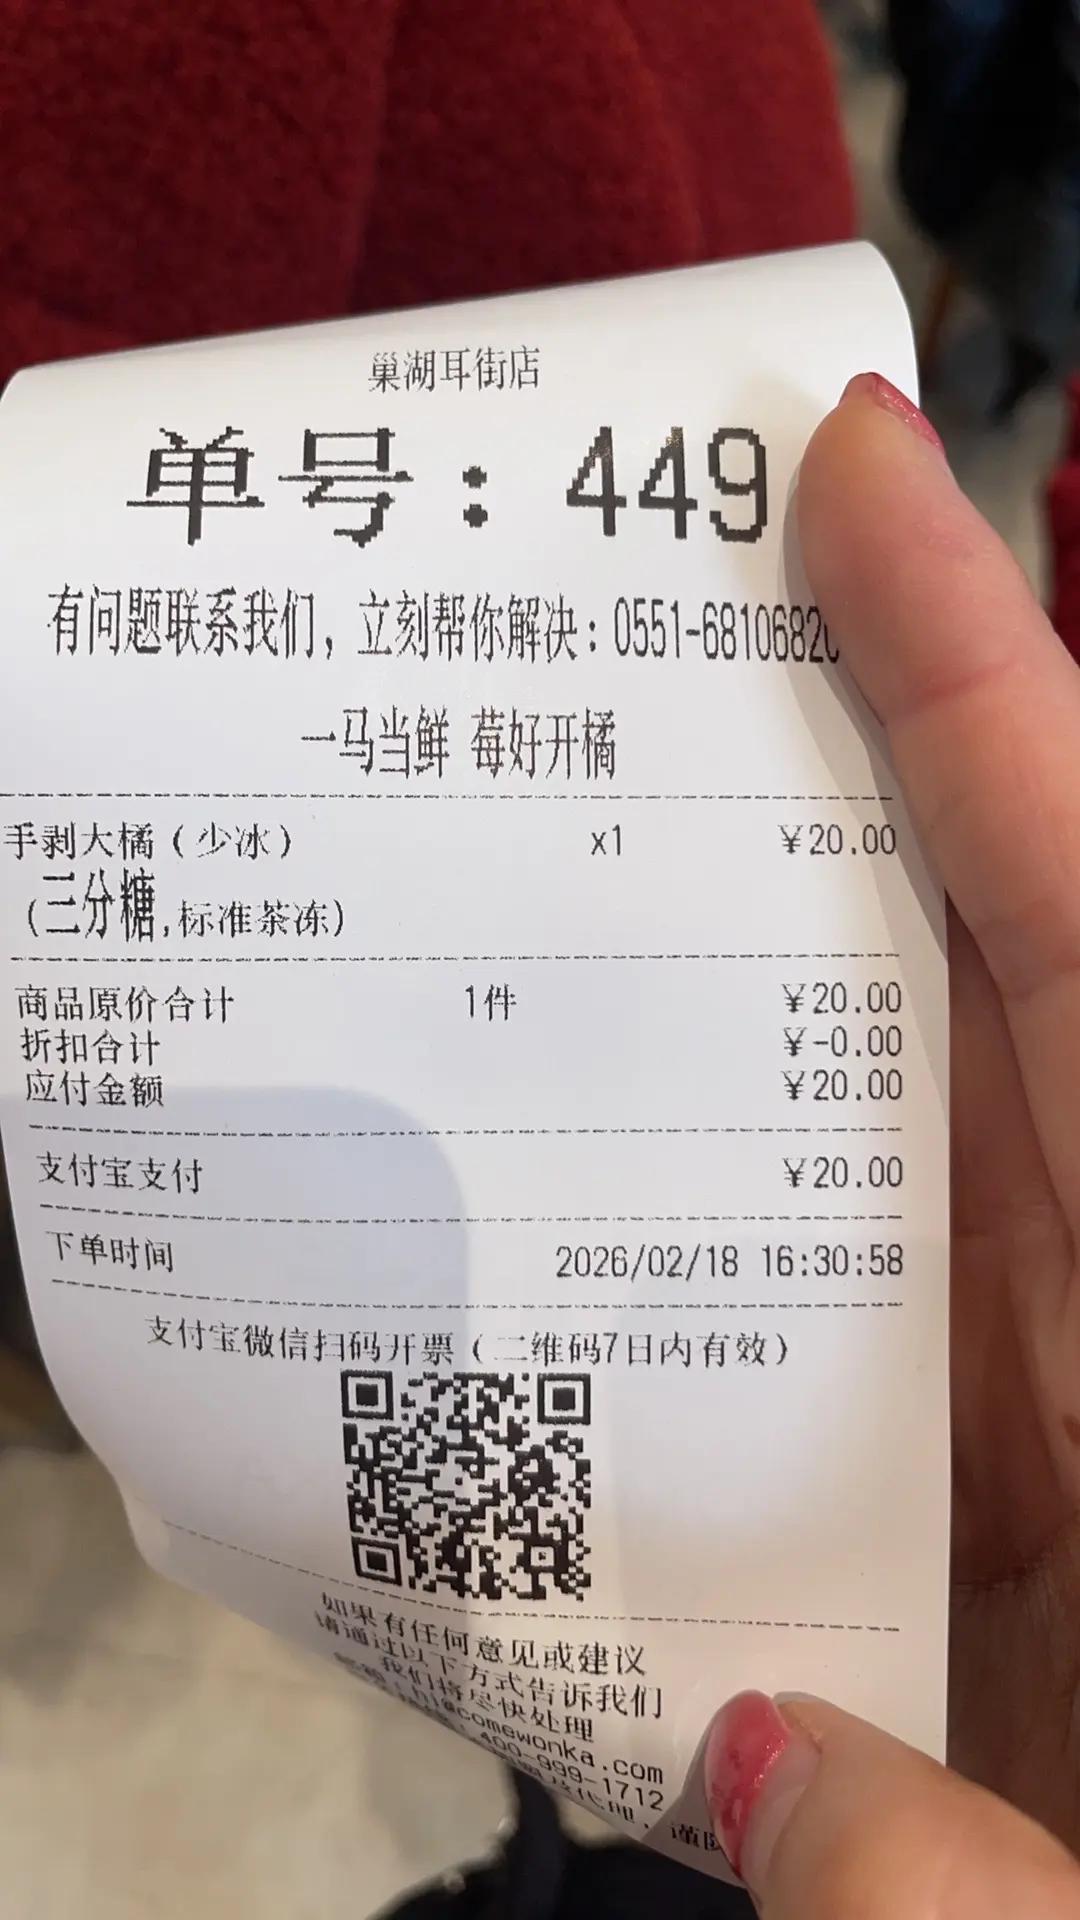 巢湖耳街店
单号：449
有问题联系我们，立刻帮你解决：0551-6810682
一马当鲜 莓好开橘
手剥大橘（少冰） x1 ￥20.00
（三分糖,标准茶冻）
商品原价合计 1件 ￥20.00
折扣合计 ￥-0.00
应付金额 ￥20.00
支付宝支付 ￥20.00
下单时间 2026/02/18 16:30:58
支付宝微信扫码开票（二维码7日内有效）
如果有任何意见或建议
请通过以下方式告诉我们
我们将尽快处理
@comewonka.com
400-999-1712